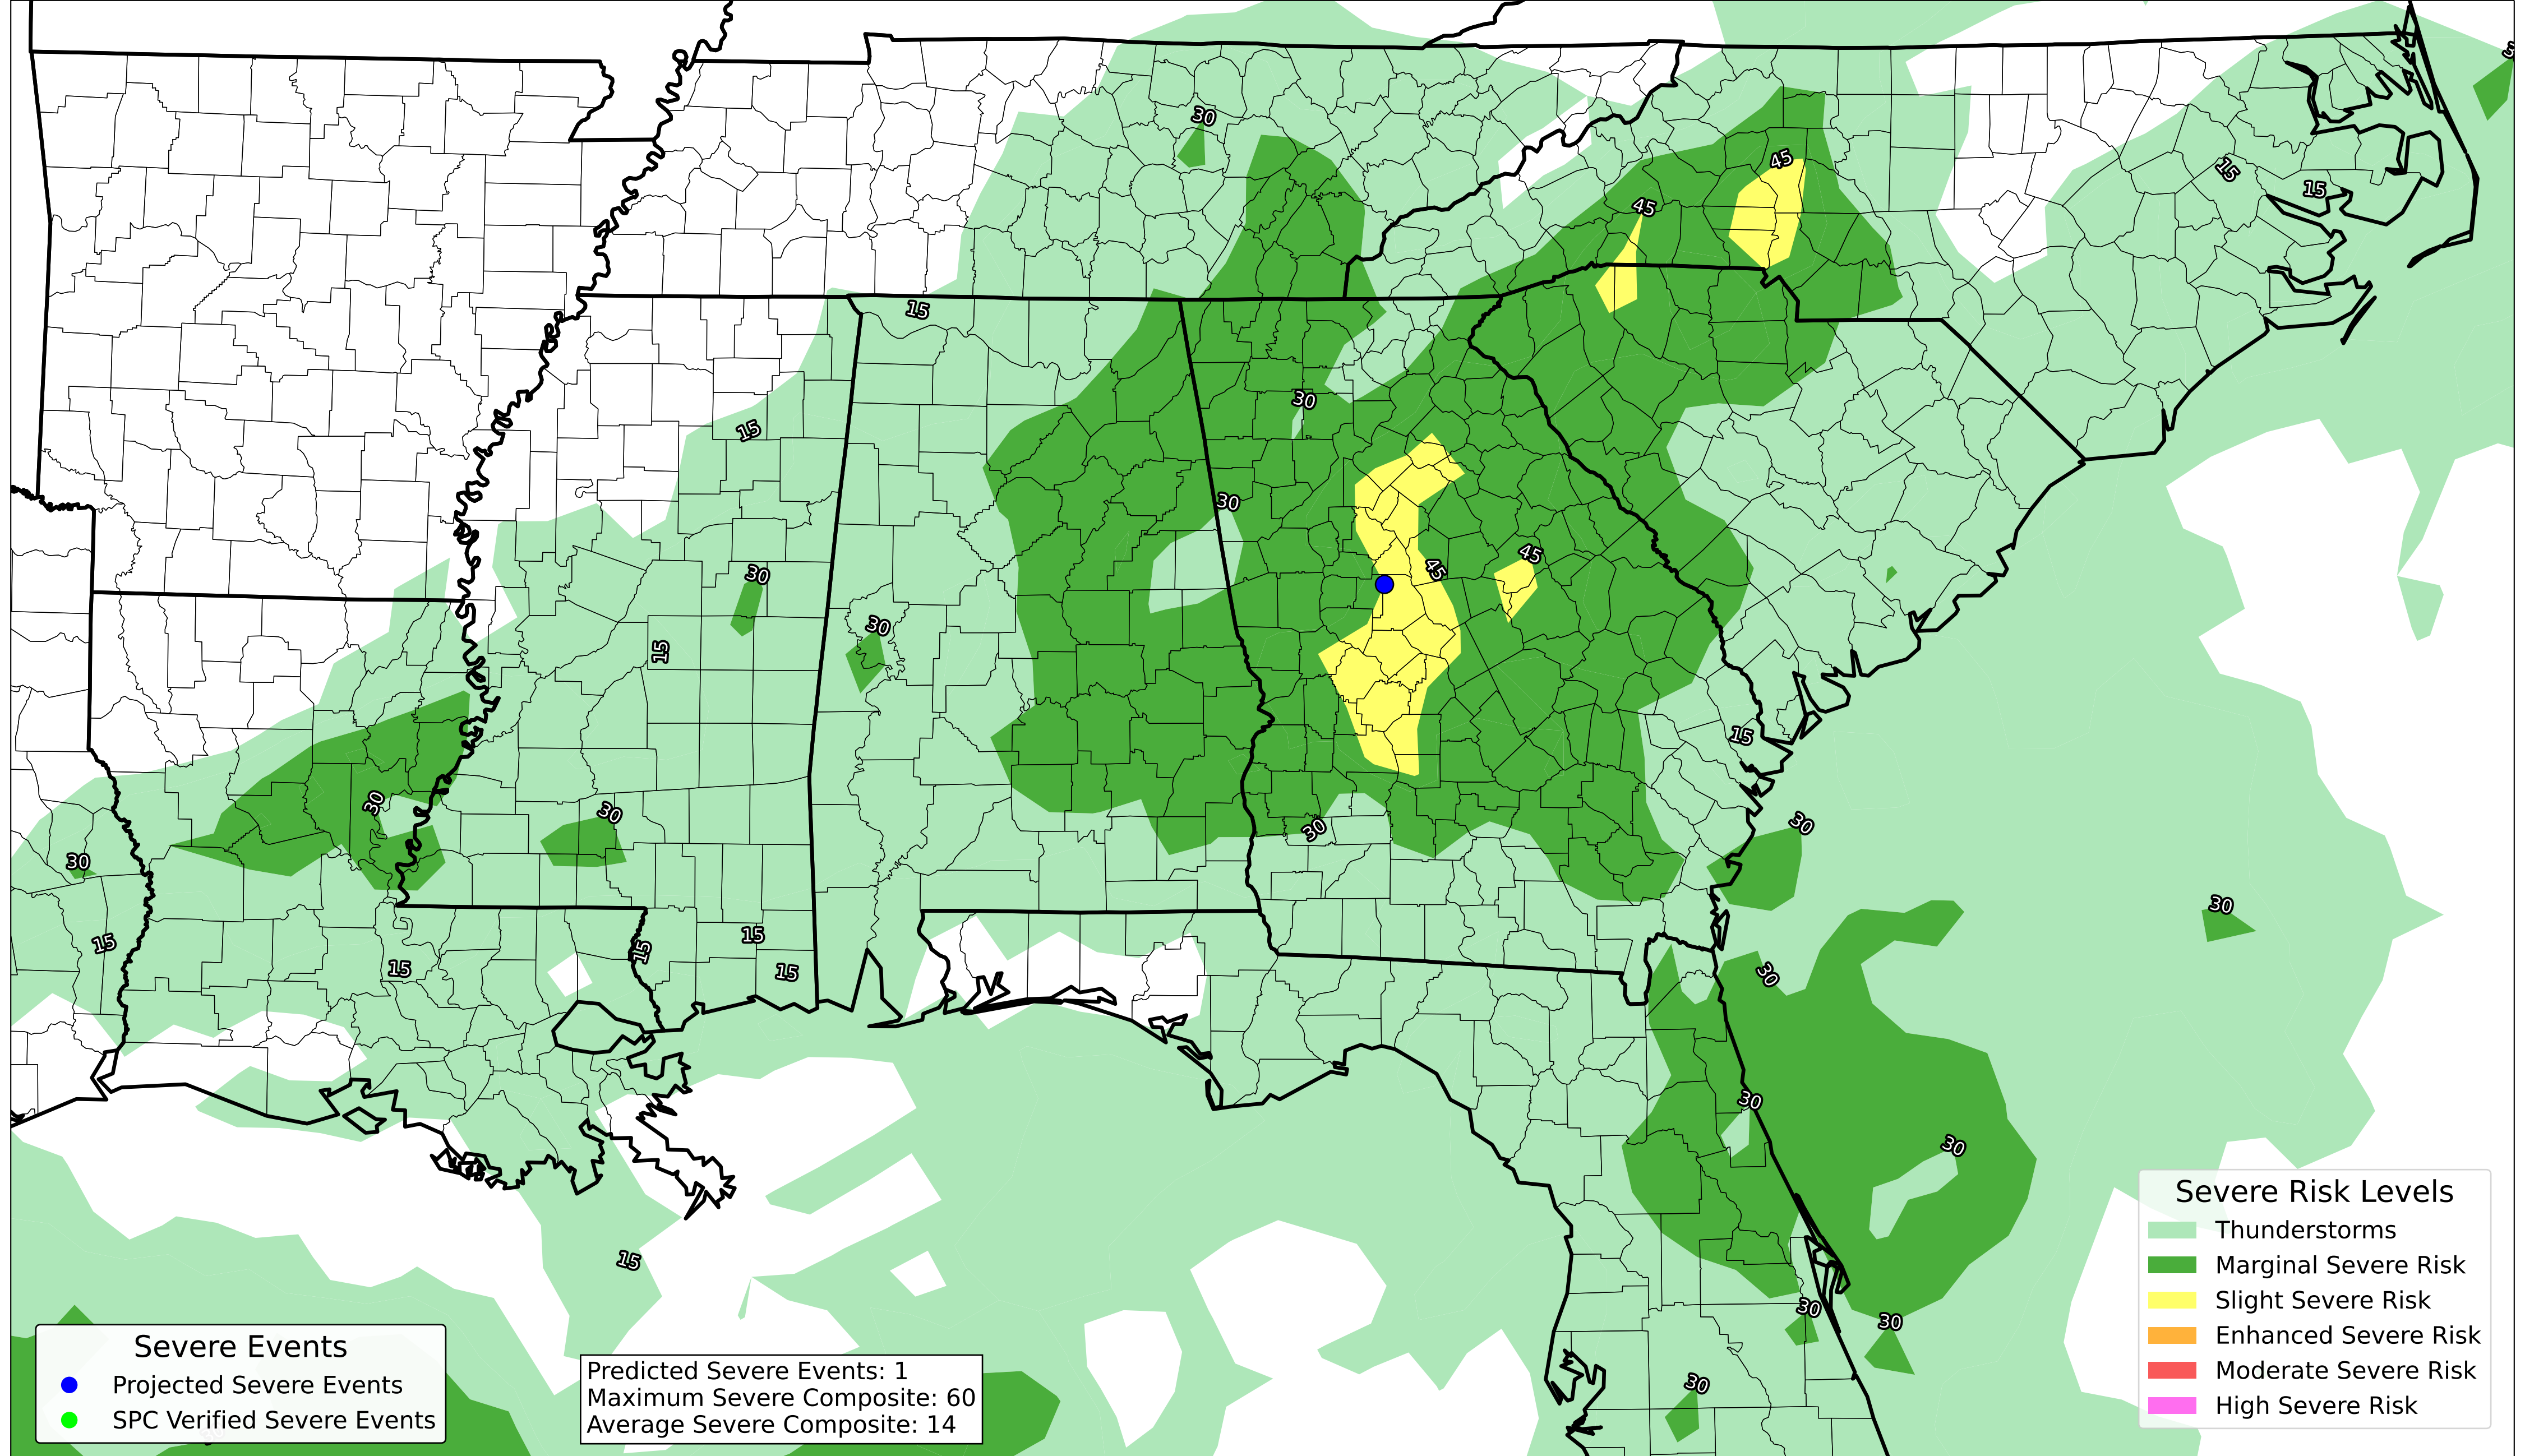 30
30
45
45
15
15
15
30
15
30
45
45
30
30
15
30
15
30
30
30
30
30
15
15
15
15
15
30
30
30
30
15
30
30
30
Severe Risk Levels
Thunderstorms
Marginal Severe Risk
Slight Severe Risk
Enhanced Severe Risk
Moderate Severe Risk
High Severe Risk
Severe Events
Projected Severe Events
SPC Verified Severe Events
Predicted Severe Events: 1
Maximum Severe Composite: 60
Average Severe Composite: 14